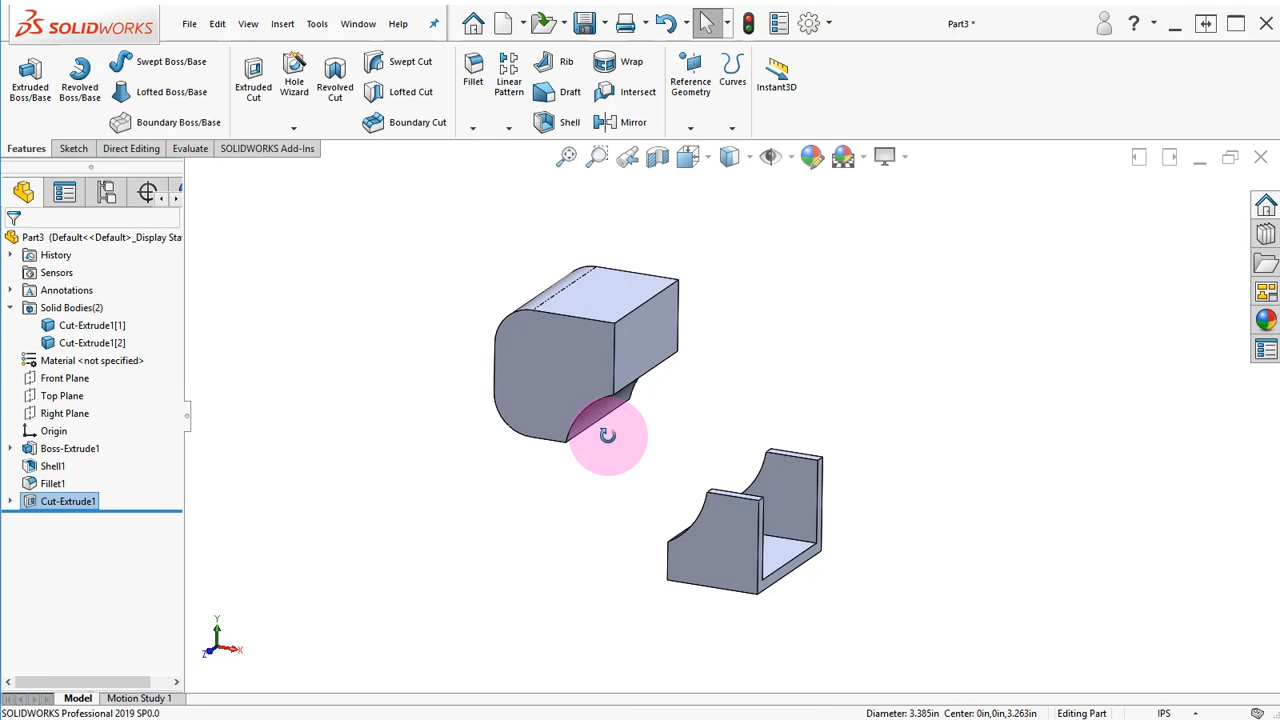 SOLIDWORKS File Edit View Insert Tools Window Help Part3 * ?
Extruded Boss/Base Revolved Boss/Base Swept Boss/Base Lofted Boss/Base Boundary Boss/Base Extruded Cut Hole Wizard Revolved Cut Swept Cut Lofted Cut Boundary Cut Fillet Linear Pattern Rib Draft Shell Wrap Intersect Mirror Reference Geometry Curves Instant3D
Features Sketch Direct Editing Evaluate SOLIDWORKS Add-Ins
Part3 (Default<<Default>_Display Sta
History
Sensors
Annotations
Solid Bodies(2)
Cut-Extrude1[1]
Cut-Extrude1[2]
Material <not specified>
Front Plane
Top Plane
Right Plane
Origin
Boss-Extrude1
Shell1
Fillet1
Cut-Extrude1
Y
Z X
Model Motion Study 1
SOLIDWORKS Professional 2019 SP0.0 Diameter: 3.385in Center: 0in,0in,3.263in Editing Part IPS